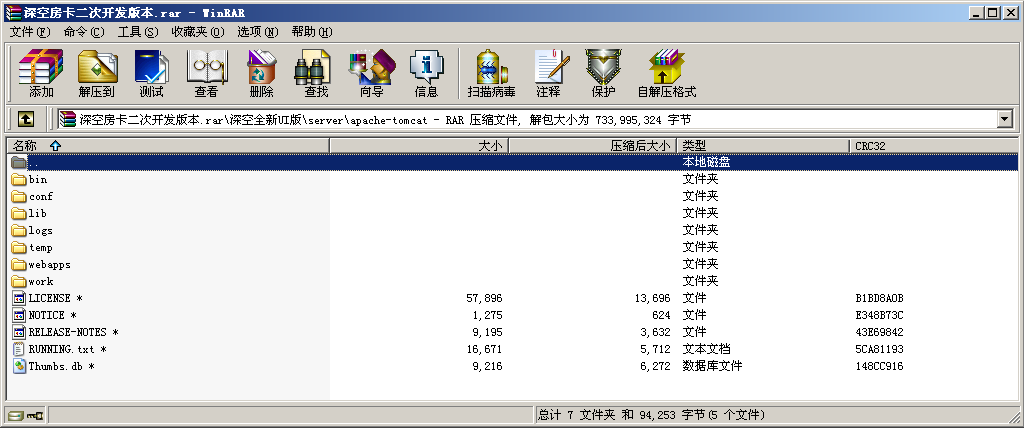 深空房卡二次开发版本.rar - WinRAR
文件(F) 命令(C) 工具(S) 收藏夹(O) 选项(N) 帮助(H)
添加 解压到 测试 查看 删除 查找 向导 信息 扫描病毒 注释 保护 自解压格式
深空房卡二次开发版本.rar\深空全新UI版\server\apache-tomcat - RAR 压缩文件, 解包大小为 733,995,324 字节
名称 大小 压缩后大小 类型 CRC32
.. 本地磁盘
bin 文件夹
conf 文件夹
lib 文件夹
logs 文件夹
temp 文件夹
webapps 文件夹
work 文件夹
LICENSE * 57,896 13,696 文件 B1BD8A0B
NOTICE * 1,275 624 文件 E348B73C
RELEASE-NOTES * 9,195 3,632 文件 43E69842
RUNNING.txt * 16,671 5,712 文本文档 5CA81193
Thumbs.db * 9,216 6,272 数据库文件 148CC916
总计 7 文件夹 和 94,253 字节(5 个文件)